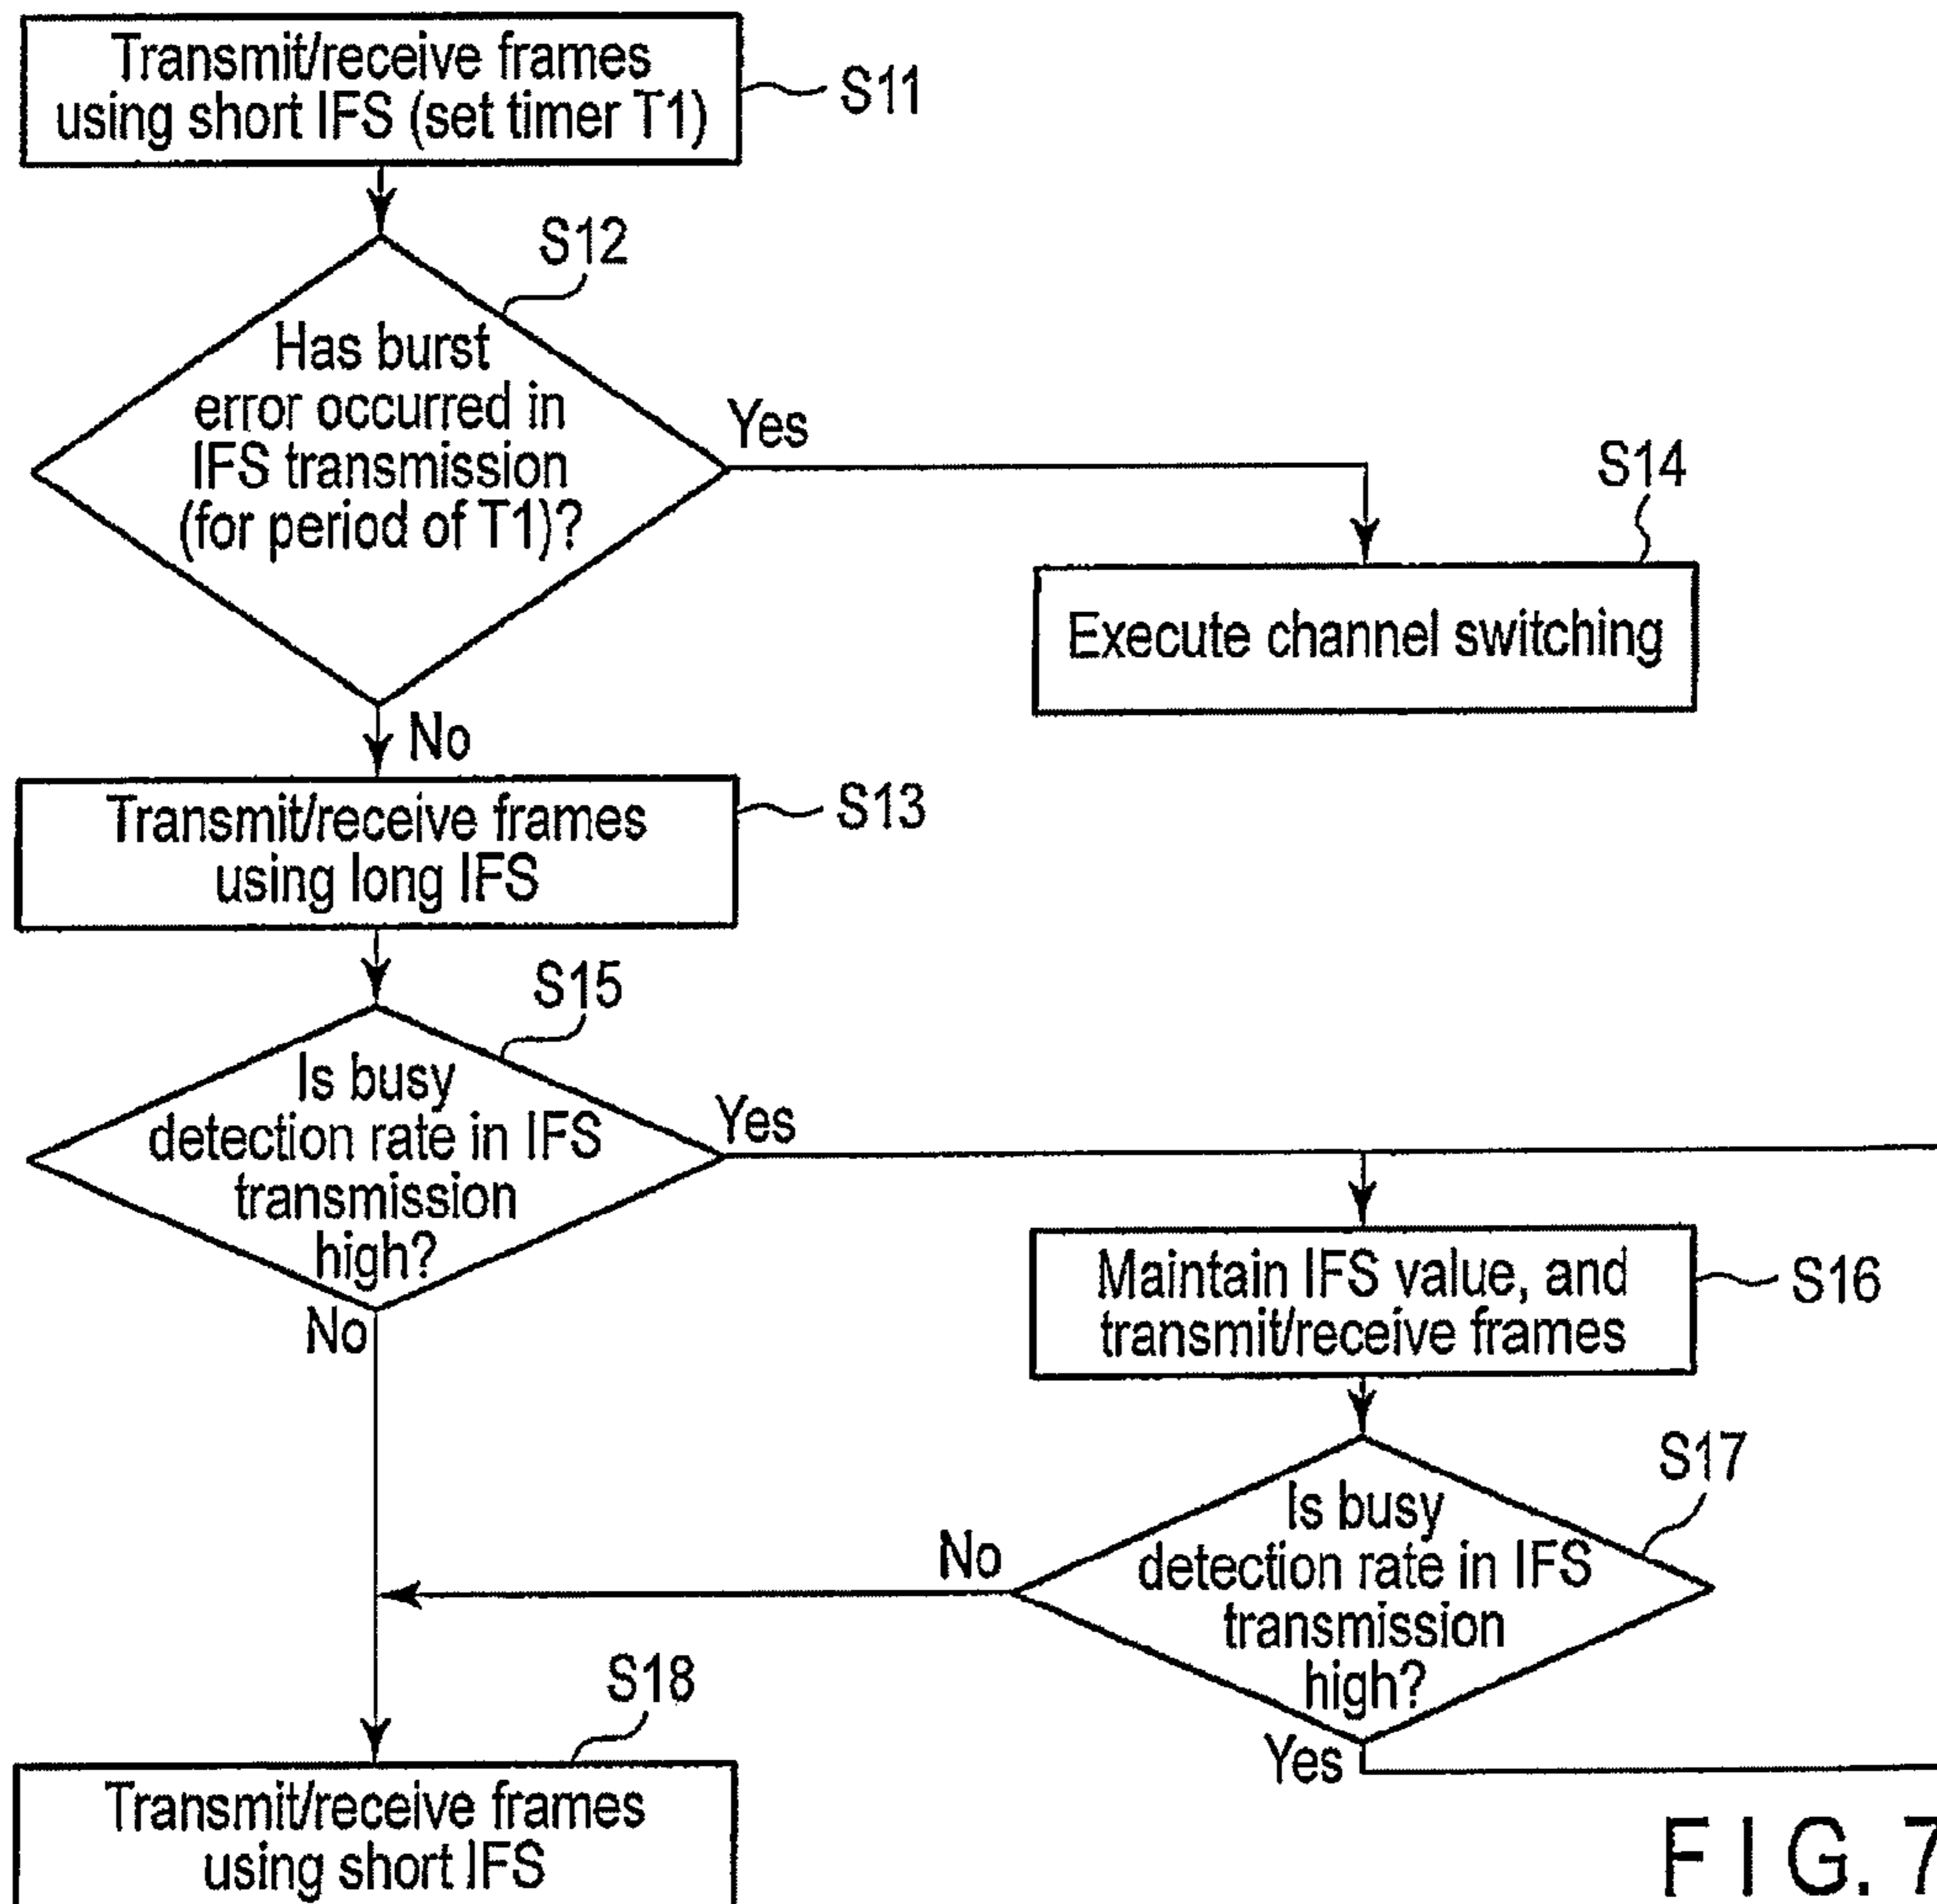 Transmit/receive frames
using short IFS (set timer T1)
S11
S12
Has burst
error occurred in
IFS transmission
(for period of T1)?
Yes
S14
Execute channel switching
No
Transmit/receive frames
using long IFS
S13
S15
Is busy
detection rate in IFS
transmission
high?
Yes
No
Maintain IFS value, and
transmit/receive frames
S16
S17
Is busy
detection rate in IFS
transmission
high?
No
Yes
S18
Transmit/receive frames
using short IFS
FIG. 7